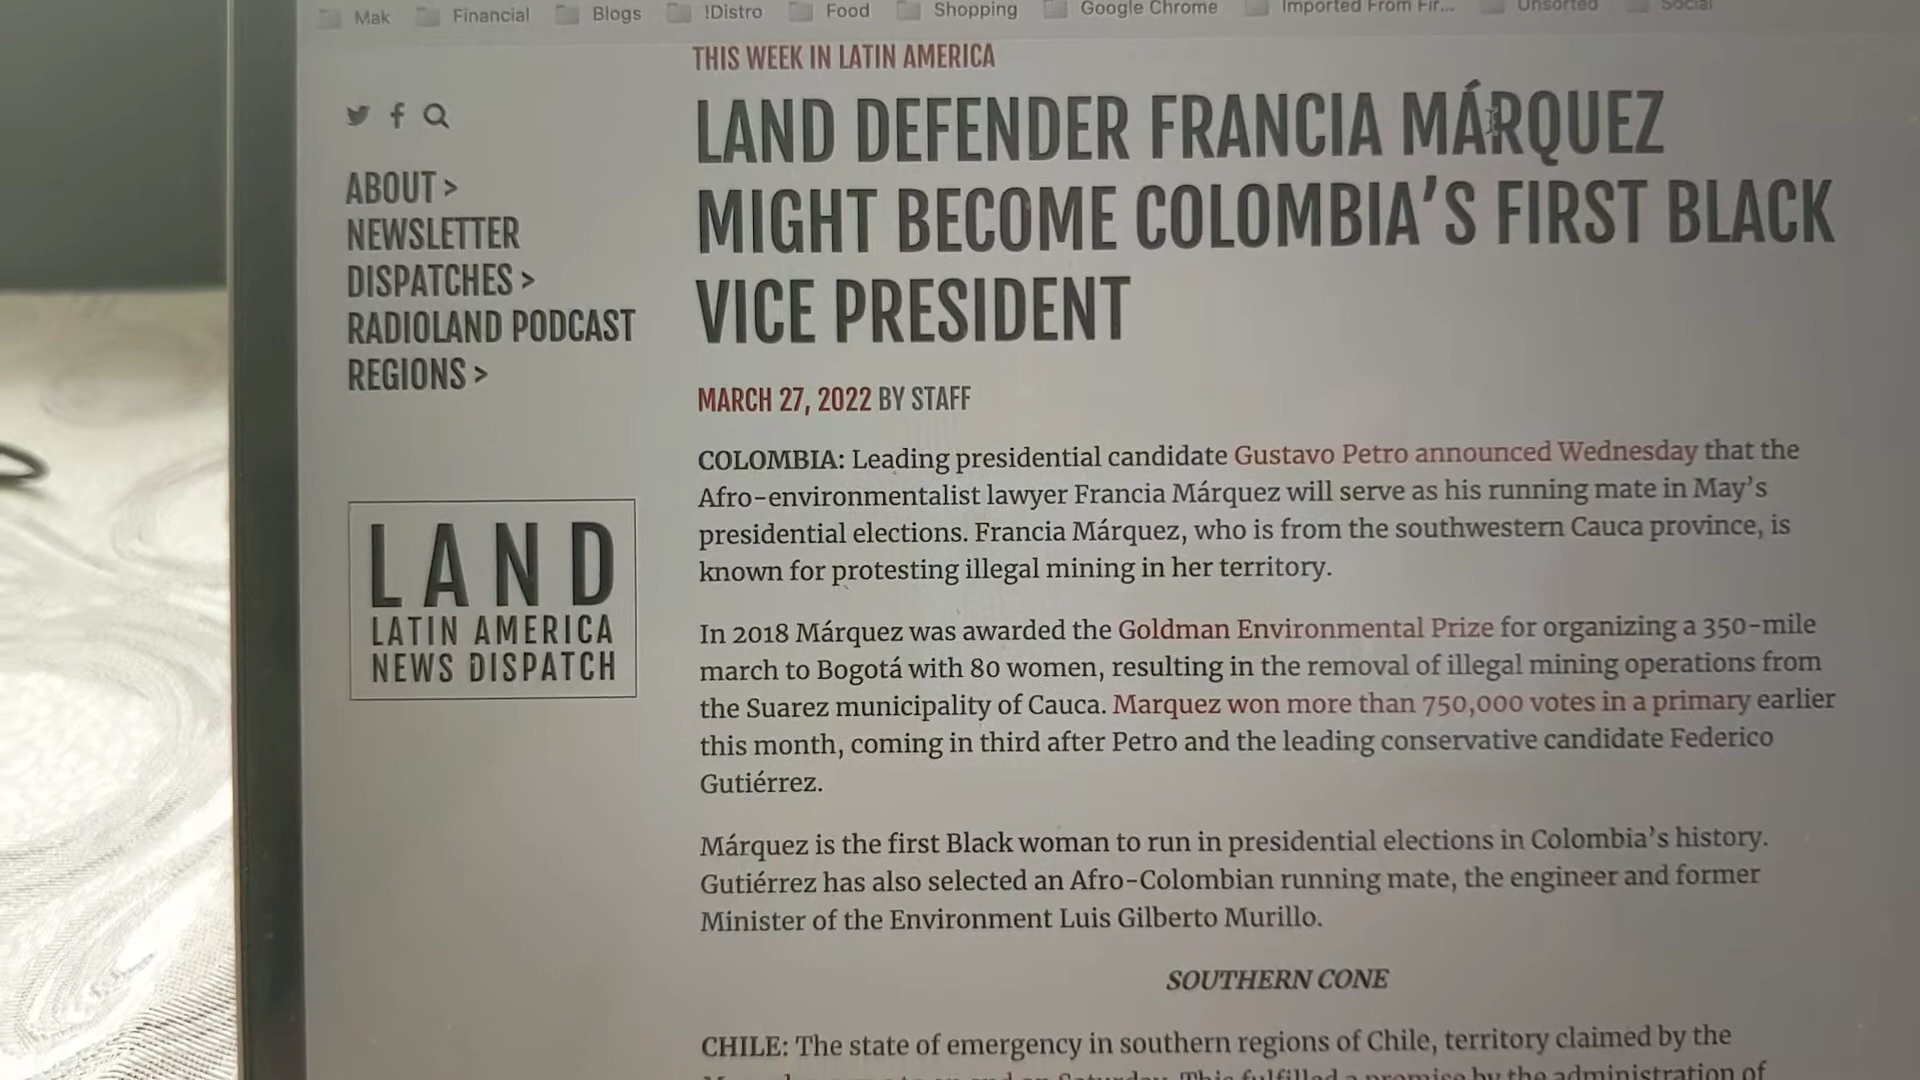 Mak Financial Blogs !Distro Food Shopping Google Chrome Imported From Fir... Unsorted Social
THIS WEEK IN LATIN AMERICA
LAND DEFENDER FRANCIA MÁRQUEZ
MIGHT BECOME COLOMBIA'S FIRST BLACK
VICE PRESIDENT
MARCH 27, 2022 BY STAFF
ABOUT >
NEWSLETTER
DISPATCHES >
RADIOLAND PODCAST
REGIONS >
LAND
LATIN AMERICA
NEWS DISPATCH
COLOMBIA: Leading presidential candidate Gustavo Petro announced Wednesday that the
Afro-environmentalist lawyer Francia Márquez will serve as his running mate in May's
presidential elections. Francia Márquez, who is from the southwestern Cauca province, is
known for protesting illegal mining in her territory.
In 2018 Márquez was awarded the Goldman Environmental Prize for organizing a 350-mile
march to Bogotá with 80 women, resulting in the removal of illegal mining operations from
the Suarez municipality of Cauca. Marquez won more than 750,000 votes in a primary earlier
this month, coming in third after Petro and the leading conservative candidate Federico
Gutiérrez.
Márquez is the first Black woman to run in presidential elections in Colombia's history.
Gutiérrez has also selected an Afro-Colombian running mate, the engineer and former
Minister of the Environment Luis Gilberto Murillo.
SOUTHERN CONE
CHILE: The state of emergency in southern regions of Chile, territory claimed by the
Saturday. This fulfilled a promise by the administration of